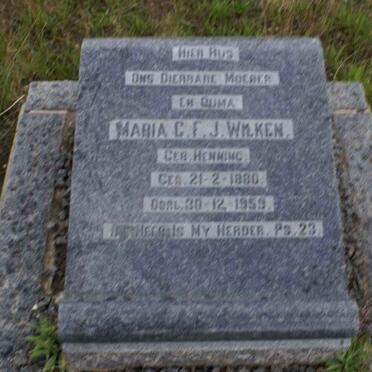 HIER RUS
ONS DIERBARE MOEDER
EN OUMA
MARIA C.F.J. WILKEN.
GEB. HENNING.
GEB. 21-2-1880.
OORL. 30-12-1959.
HEER IS MY HERDER. PS. 23.